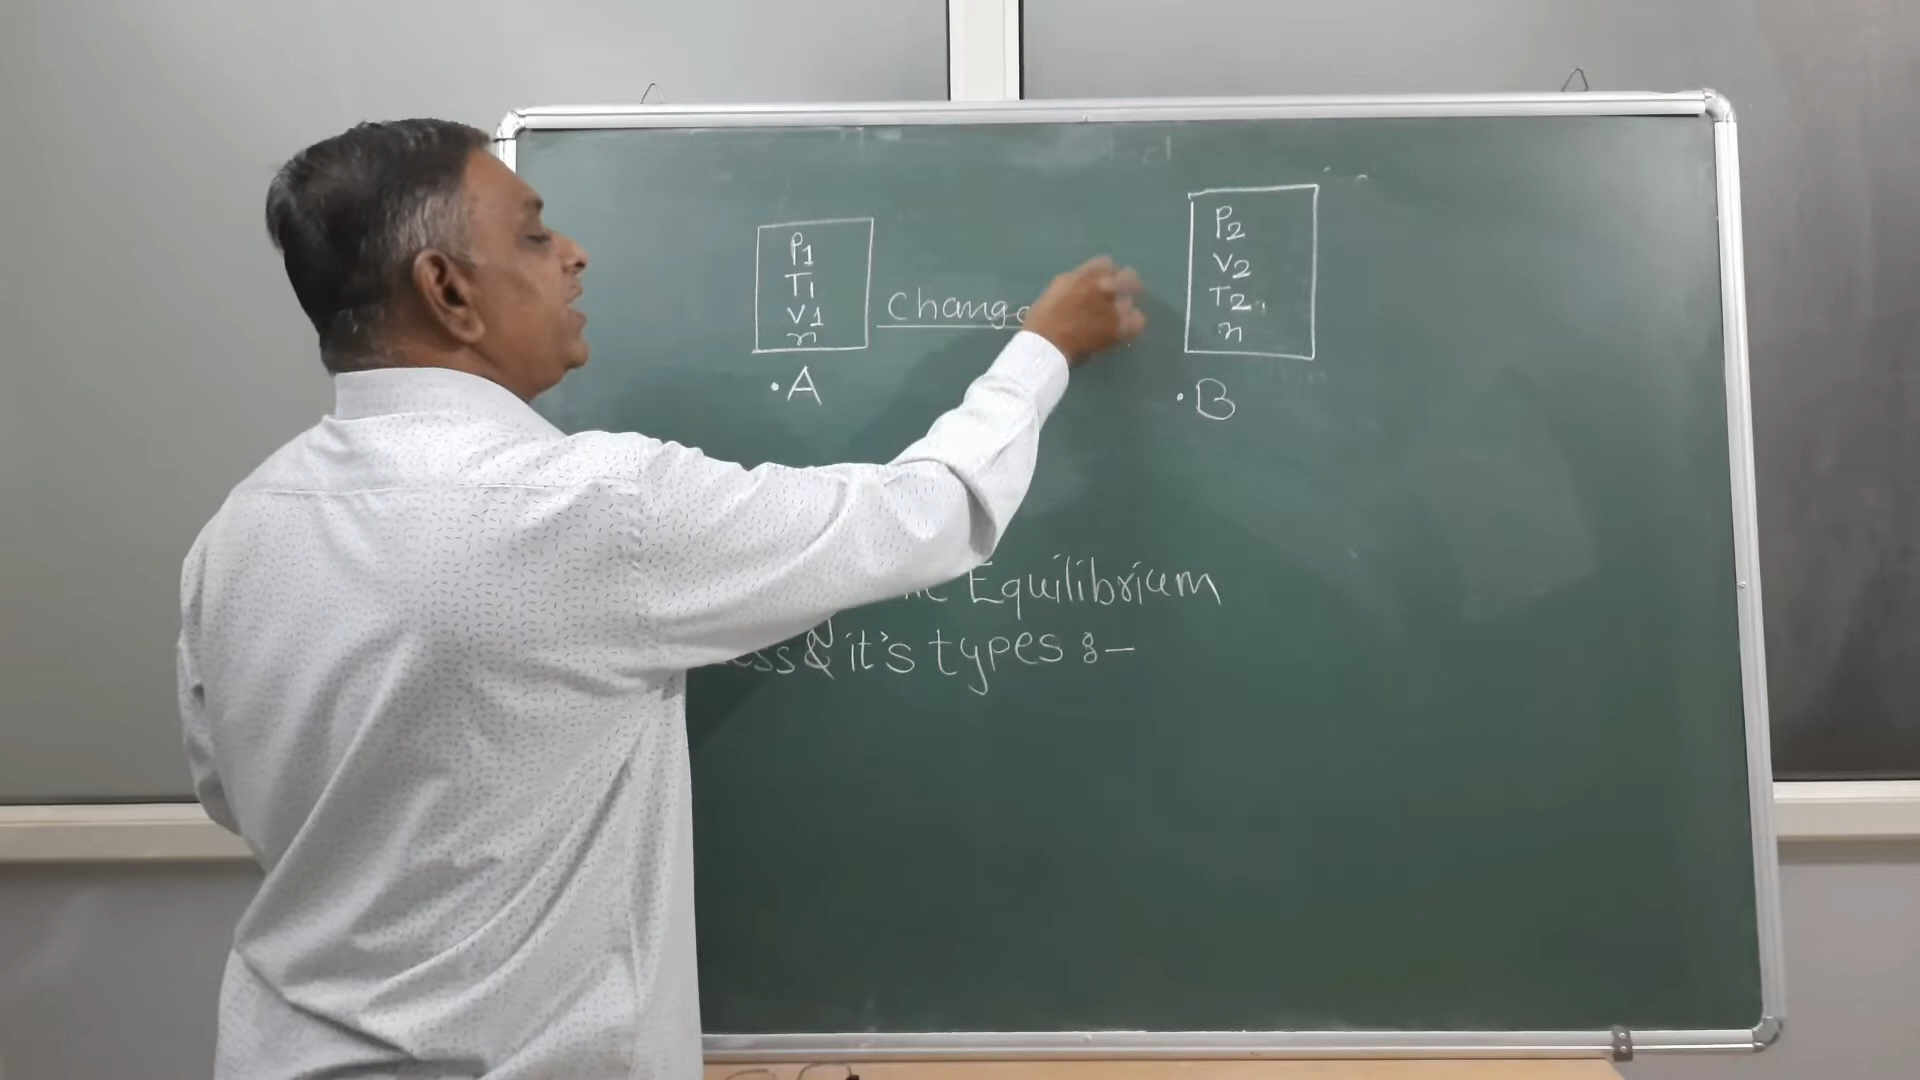 P1
T1
V1
n
• A
Change
P2
V2
T2
n
• B
Equilibrium
& it's types :-